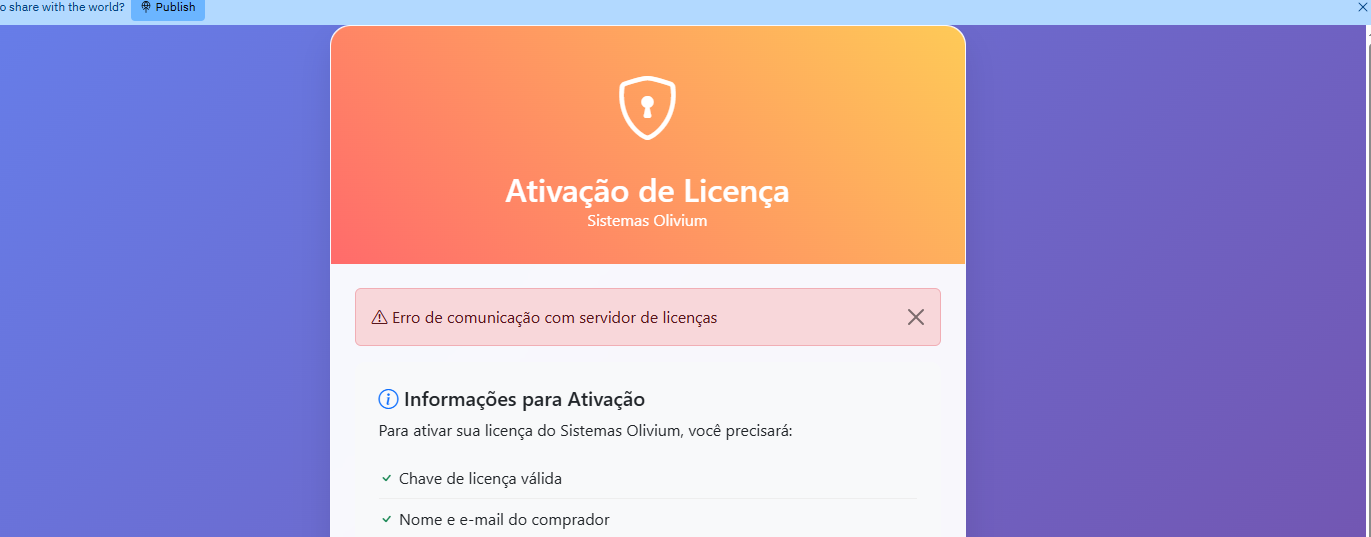 o share with the world? Publish
Ativação de Licença
Sistemas Olivium
Erro de comunicação com servidor de licenças
Informações para Ativação
Para ativar sua licença do Sistemas Olivium, você precisará:
Chave de licença válida
Nome e e-mail do comprador